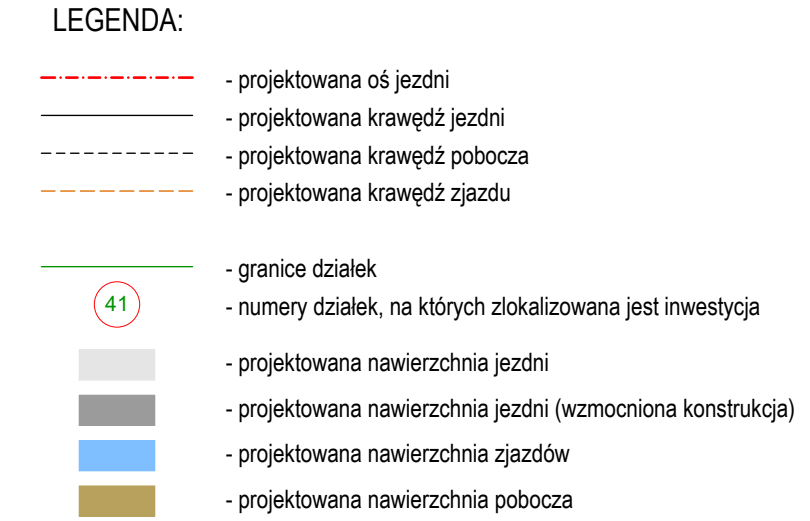 LEGENDA:
- projektowana oś jezdni
- projektowana krawędź jezdni
- projektowana krawędź pobocza
- projektowana krawędź zjazdu
- granice działek
41 - numery działek, na których zlokalizowana jest inwestycja
- projektowana nawierzchnia jezdni
- projektowana nawierzchnia jezdni (wzmocniona konstrukcja)
- projektowana nawierzchnia zjazdów
- projektowana nawierzchnia pobocza